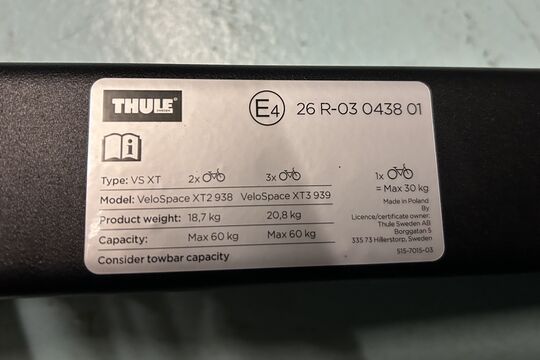 THULE
SWEDEN
E4 26 R-03 0438 01
Type: VS XT 2x 3x 1x
= Max 30 kg
Model: VeloSpace XT2 938 VeloSpace XT3 939
Product weight: 18,7 kg 20,8 kg
Capacity: Max 60 kg Max 60 kg
Consider towbar capacity
Made in Poland
By
Licence/certificate owner:
Thule Sweden AB
Borggatan 5
335 73 Hillerstorp, Sweden
515-7015-03